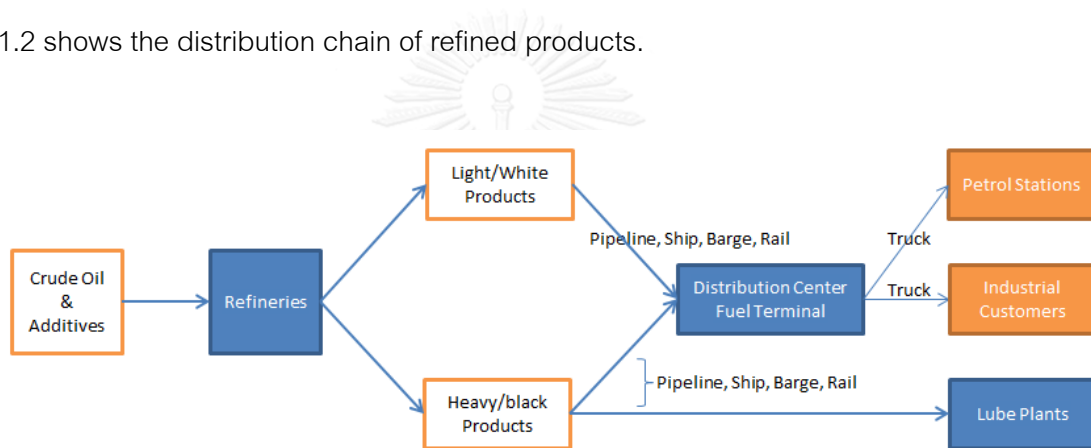 1.2 shows the distribution chain of refined products.
Light/White
Products
Petrol Stations
Pipeline, Ship, Barge, Rail
Truck
Crude Oil
&
Additives
Refineries
Distribution Center
Fuel Terminal
Truck
Industrial
Customers
Pipeline, Ship, Barge, Rail
Heavy/black
Products
Lube Plants